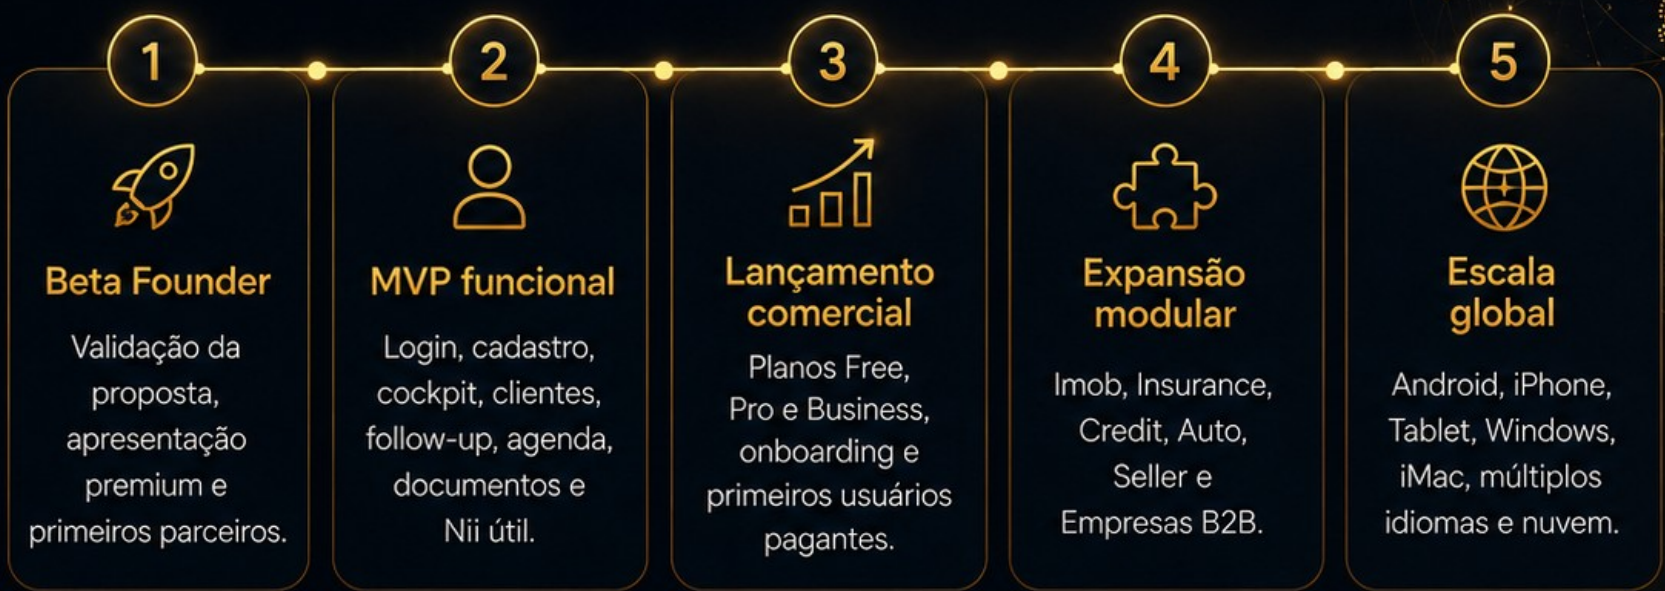 1
Beta Founder
Validação da
proposta,
apresentação
premium e
primeiros parceiros.
2
MVP funcional
Login, cadastro,
cockpit, clientes,
follow-up, agenda,
documentos e
Nii útil.
3
Lançamento
comercial
Planos Free,
Pro e Business,
onboarding e
primeiros usuários
pagantes.
4
Expansão
modular
Imob, Insurance,
Credit, Auto,
Seller e
Empresas B2B.
5
Escala
global
Android, iPhone,
Tablet, Windows,
iMac, múltiplos
idiomas e nuvem.